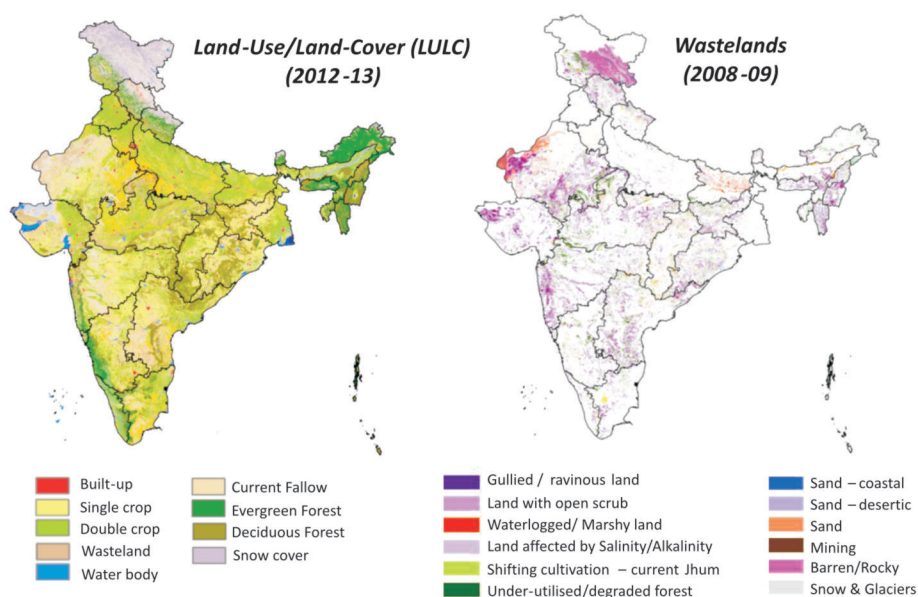 Land-Use/Land-Cover (LULC)
(2012-13)
Wastelands
(2008-09)
Built-up
Single crop
Double crop
Wasteland
Water body
Current Fallow
Evergreen Forest
Deciduous Forest
Snow cover
Gullied / ravinous land
Land with open scrub
Waterlogged/ Marshy land
Land affected by Salinity/Alkalinity
Shifting cultivation – current Jhum
Under-utilised/degraded forest
Sand – coastal
Sand – desertic
Sand
Mining
Barren/Rocky
Snow & Glaciers